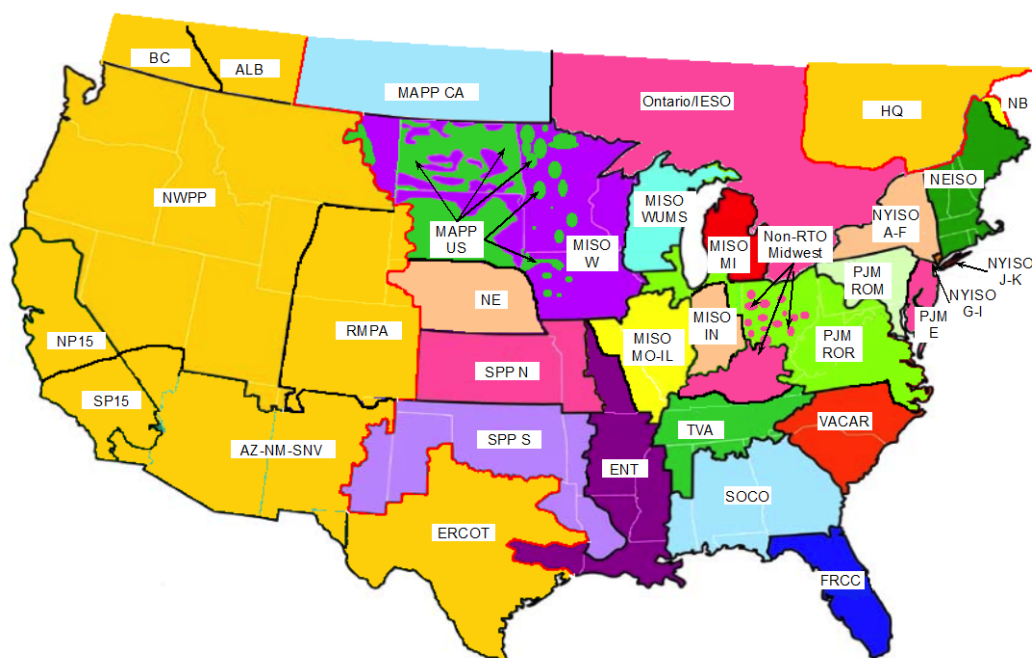 BC
ALB
MAPP CA
Ontario/IESO
HQ
NB
NWPP
MAPP
US
MISO
W
MISO
WUMS
MISO
MI
Non-RTO
Midwest
NYISO
A-F
NEISO
NYISO
J-K
NYISO
G-I
PJM
ROM
PJM
E
NE
RMPA
NP15
SP15
SPP N
MISO
MO-IL
MISO
IN
PJM
ROR
AZ-NM-SNV
SPP S
TVA
VACAR
ENT
SOCO
ERCOT
FRCC